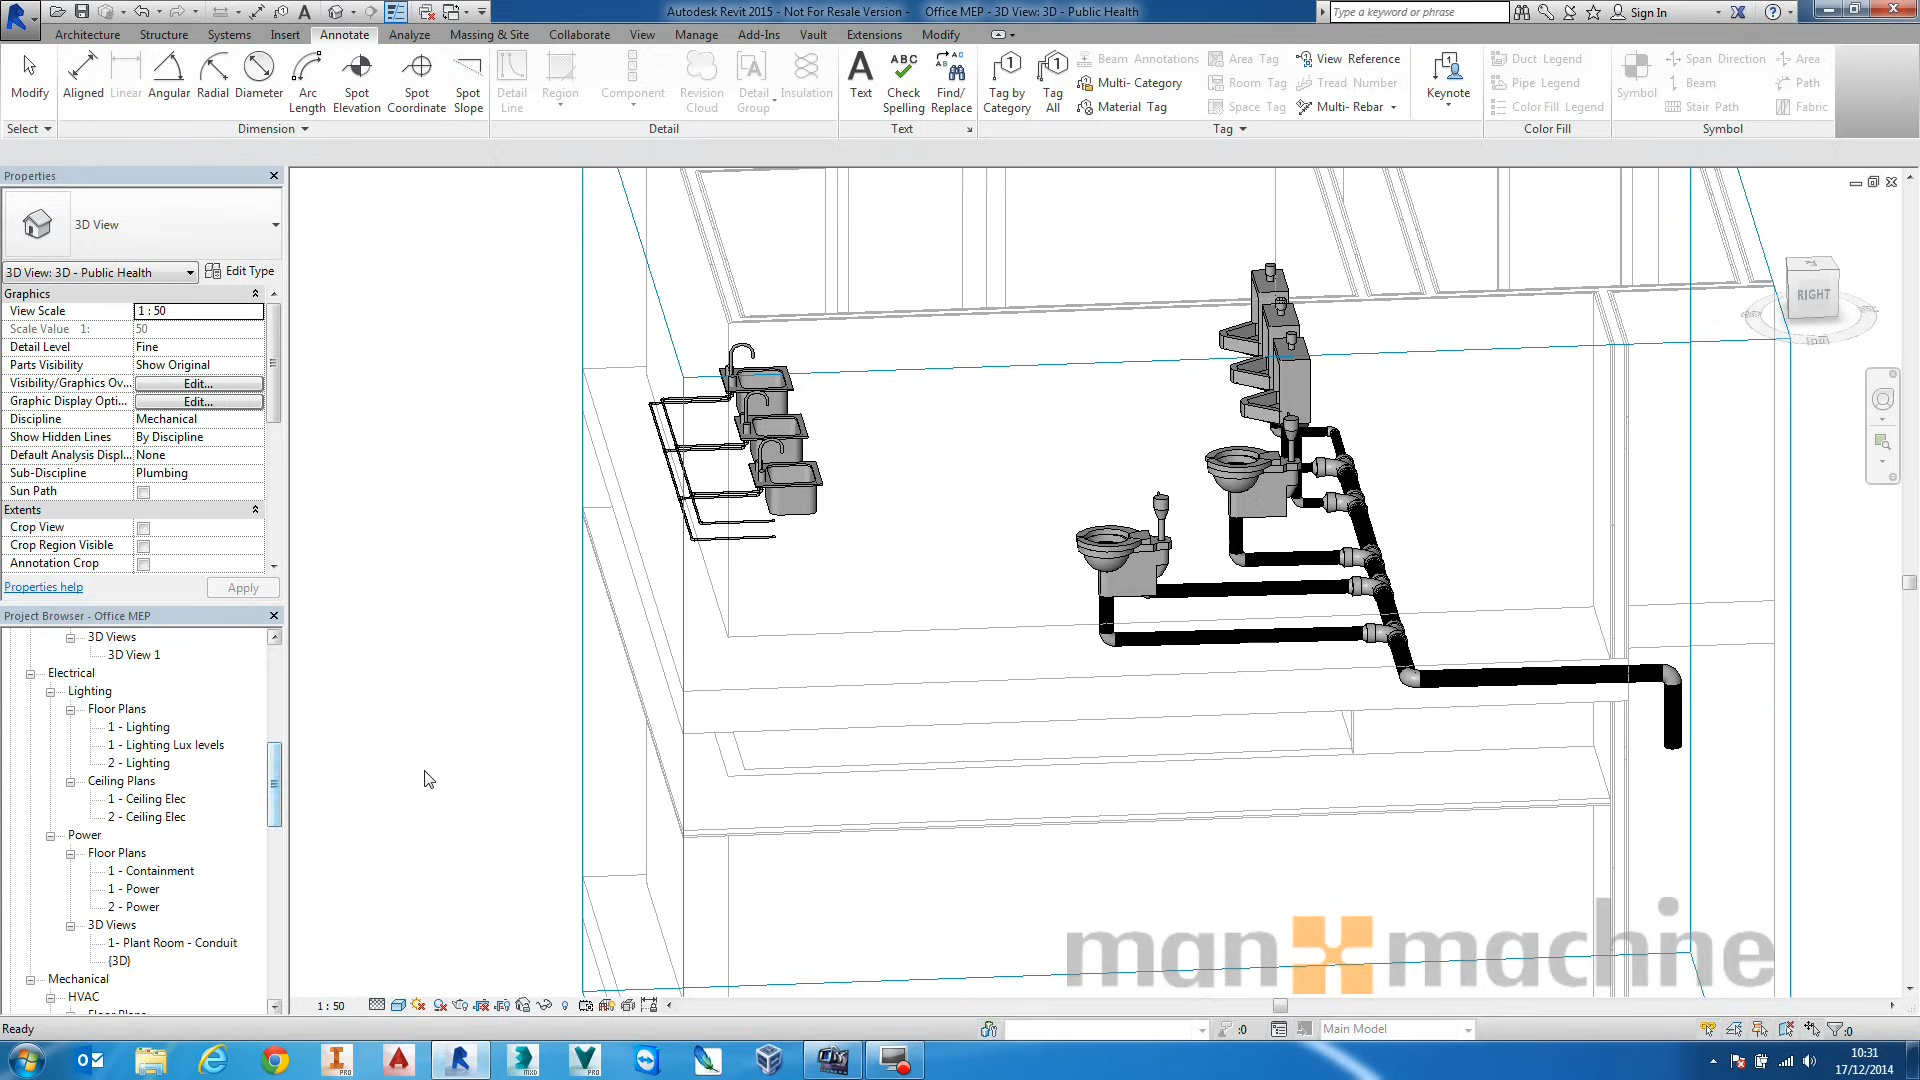 Autodesk Revit 2015 - Not For Resale Version - Office MEP - 3D View: 3D - Public Health
Type a keyword or phrase
Sign In
Architecture Structure Systems Insert Annotate Analyze Massing & Site Collaborate View Manage Add-Ins Vault Extensions Modify
Modify
Aligned
Linear
Angular
Radial
Diameter
Arc Length
Spot Elevation
Spot Coordinate
Spot Slope
Detail Line
Region
Component
Revision Cloud
Detail Group
Insulation
Text
Check Spelling
Find/ Replace
Tag by Category
Tag All
Beam Annotations
Multi- Category
Material Tag
Area Tag
Room Tag
Space Tag
View Reference
Tread Number
Multi- Rebar
Keynote
Duct Legend
Pipe Legend
Color Fill Legend
Symbol
Span Direction
Beam
Stair Path
Area
Path
Fabric
Select
Dimension
Detail
Text
Tag
Color Fill
Symbol
Properties
3D View
3D View: 3D - Public Health
Edit Type
Graphics
View Scale 1 : 50
Scale Value 1: 50
Detail Level Fine
Parts Visibility Show Original
Visibility/Graphics Ov... Edit...
Graphic Display Opti... Edit...
Discipline Mechanical
Show Hidden Lines By Discipline
Default Analysis Displ... None
Sub-Discipline Plumbing
Sun Path
Extents
Crop View
Crop Region Visible
Annotation Crop
Properties help
Apply
Project Browser - Office MEP
3D Views
3D View 1
Electrical
Lighting
Floor Plans
1 - Lighting
1 - Lighting Lux levels
2 - Lighting
Ceiling Plans
1 - Ceiling Elec
2 - Ceiling Elec
Power
Floor Plans
1 - Containment
1 - Power
2 - Power
3D Views
1- Plant Room - Conduit
{3D}
Mechanical
HVAC
RIGHT
man machine
1 : 50
Ready
:0
Main Model
:0
10:31
17/12/2014